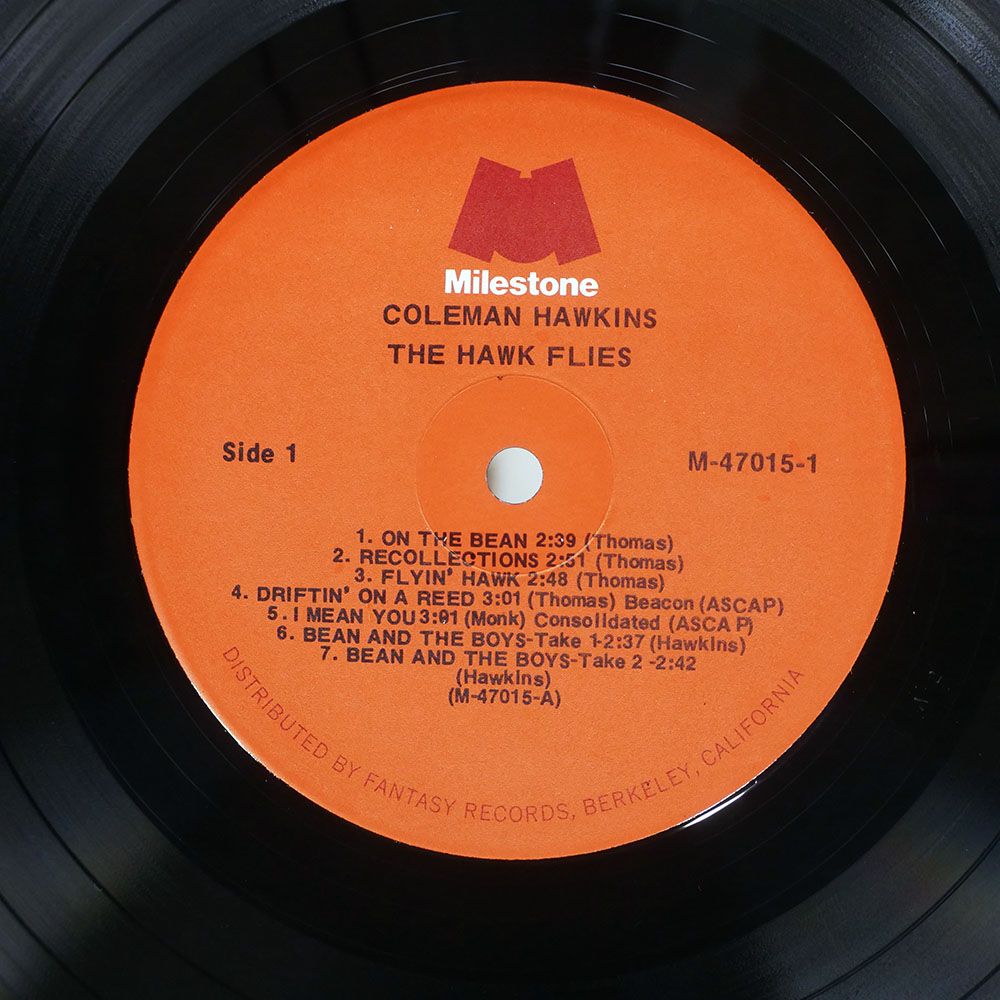 Milestone
COLEMAN HAWKINS
THE HAWK FLIES
Side 1
M-47015-1
1. ON THE BEAN 2:39 (Thomas)
2. RECOLLECTIONS 2:51 (Thomas)
3. FLYIN' HAWK 2:48 (Thomas)
4. DRIFTIN' ON A REED 3:01 (Thomas) Beacon (ASCAP)
5. I MEAN YOU 3:01 (Monk) Consolidated (ASCAP)
6. BEAN AND THE BOYS-Take 1-2:37 (Hawkins)
7. BEAN AND THE BOYS-Take 2 -2:42
(Hawkins)
(M-47015-A)
DISTRIBUTED BY FANTASY RECORDS, BERKELEY, CALIFORNIA